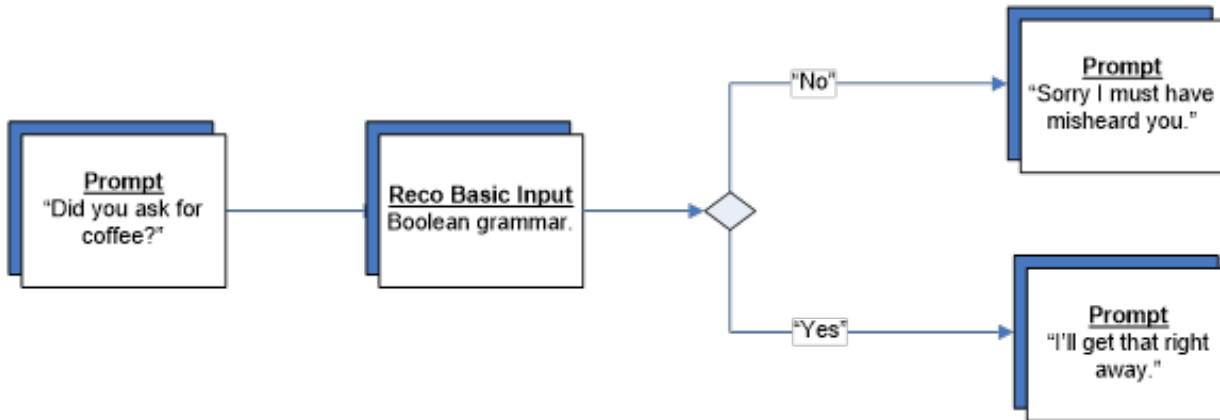 Prompt
“Did you ask for
coffee?”
Reco Basic Input
Boolean grammar.
“No”
Prompt
“Sorry I must have
misheard you.”
“Yes”
Prompt
“I’ll get that right
away.”